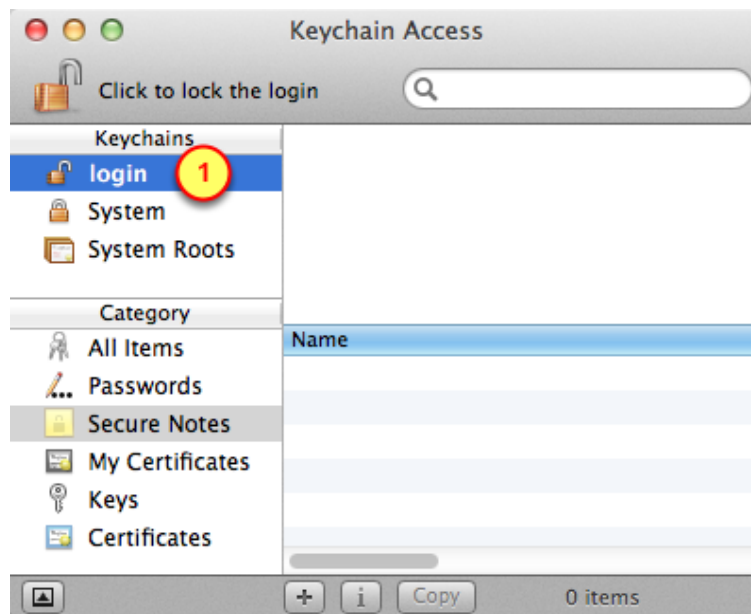 Keychain Access
Click to lock the login
Keychains
login 1
System
System Roots
Category
All Items
Passwords
Secure Notes
My Certificates
Keys
Certificates
Name
+ i Copy 0 items